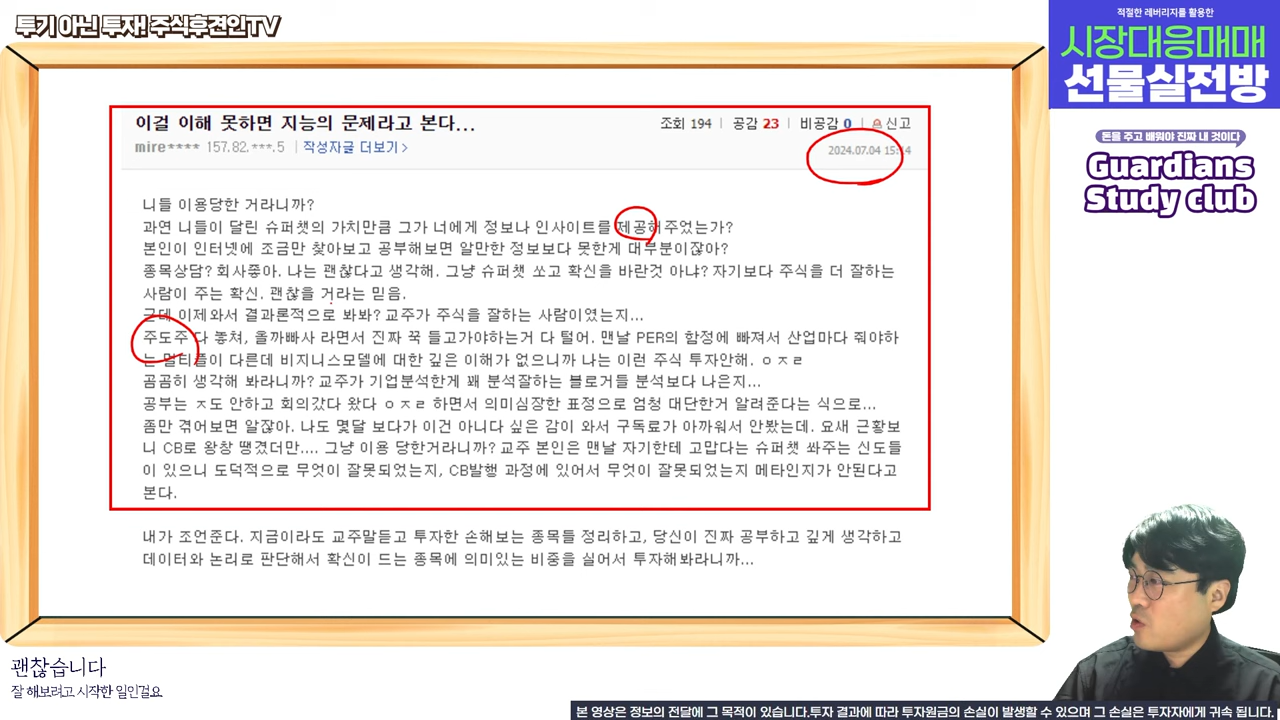 투기 아닌 투자! 주식후견인TV
적절한 레버리지를 활용한
시장대응매매
선물실전방
돈을 주고 배워야 진짜 내 것이다
Guardians
Study club
이걸 이해 못하면 지능의 문제라고 본다...
조회 194 | 공감 23 | 비공감 0 | 신고
mire**** 157.82.***.5 | 작성자글 더보기 >
2024.07.04 15:
니들 이용당한 거라니까?
과연 니들이 달린 슈퍼챗의 가치만큼 그가 너에게 정보나 인사이트를 제공해주었는가?
본인이 인터넷에 조금만 찾아보고 공부해보면 알만한 정보보다 못한게 대부분이잖아?
종목상담? 회사좋아. 나는 괜찮다고 생각해. 그냥 슈퍼챗 쏘고 확신을 바란것 아냐? 자기보다 주식을 더 잘하는
사람이 주는 확신. 괜찮을 거라는 믿음.
근데 이제와서 결과론적으로 봐봐? 교주가 주식을 잘하는 사람이였는지...
주도주 다 놓쳐, 올까빠사 라면서 진짜 꾹 들고가야하는거 다 털어. 맨날 PER의 함정에 빠져서 산업마다 줘야하
는 멀티플이 다른데 비지니스모델에 대한 깊은 이해가 없으니까 나는 이런 주식 투자안해. ㅇㅈㄹ
곰곰히 생각해 봐라니까? 교주가 기업분석한게 꽤 분석잘하는 블로거들 분석보다 나은지...
공부는 ㅈ도 안하고 회의갔다 왔다 ㅇㅈㄹ 하면서 의미심장한 표정으로 엄청 대단한거 알려준다는 식으로...
좀만 겪어보면 알잖아. 나도 몇달 보다가 이건 아니다 싶은 감이 와서 구독료가 아까워서 안봤는데. 요새 근황보
니 CB로 왕창 땡겼더만.... 그냥 이용 당한거라니까? 교주 본인은 맨날 자기한테 고맙다는 슈퍼챗 쏴주는 신도들
이 있으니 도덕적으로 무엇이 잘못되었는지, CB발행 과정에 있어서 무엇이 잘못되었는지 메타인지가 안된다고
본다.
내가 조언준다. 지금이라도 교주말듣고 투자한 손해보는 종목들 정리하고, 당신이 진짜 공부하고 깊게 생각하고
데이터와 논리로 판단해서 확신이 드는 종목에 의미있는 비중을 실어서 투자해봐라니까...
괜찮습니다
잘 해보려고 시작한 일인걸요
본 영상은 정보의 전달에 그 목적이 있습니다.투자 결과에 따라 투자원금의 손실이 발생할 수 있으며 그 손실은 투자자에게 귀속 됩니다.